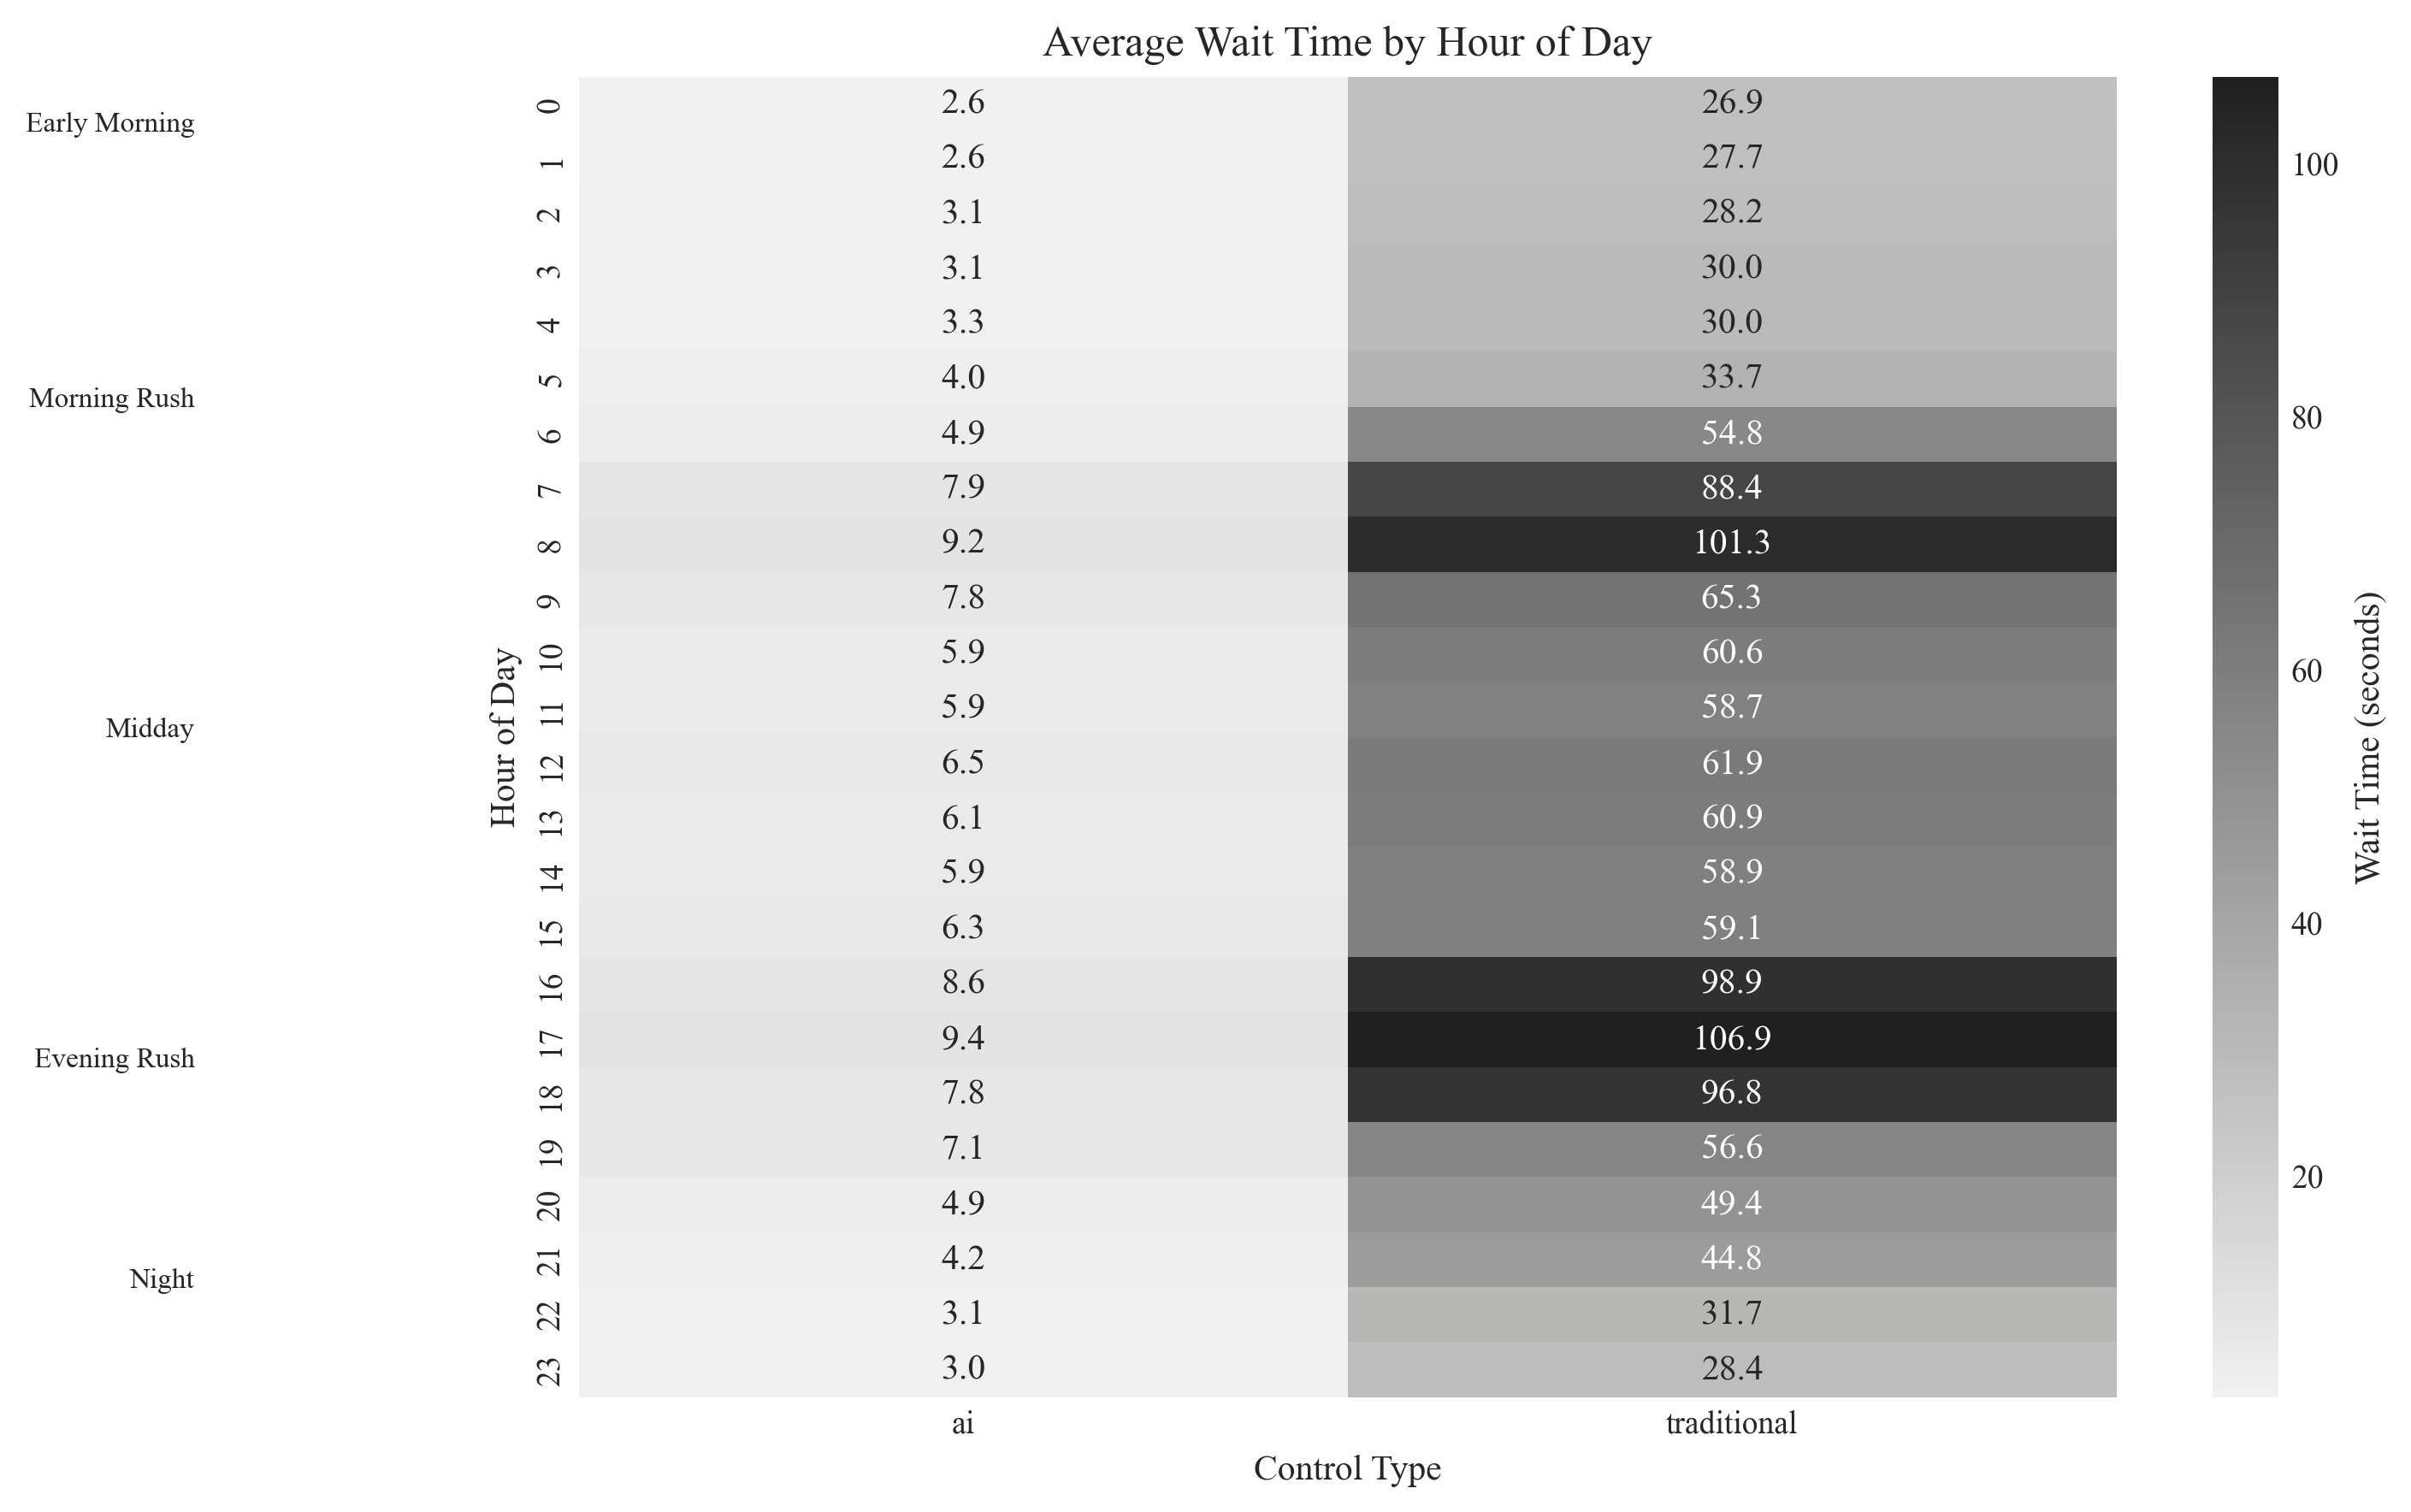 Average Wait Time by Hour of Day
Early Morning
Morning Rush
Midday
Evening Rush
Night
Hour of Day
0 2.6 26.9
1 2.6 27.7
2 3.1 28.2
3 3.1 30.0
4 3.3 30.0
5 4.0 33.7
6 4.9 54.8
7 7.9 88.4
8 9.2 101.3
9 7.8 65.3
10 5.9 60.6
11 5.9 58.7
12 6.5 61.9
13 6.1 60.9
14 5.9 58.9
15 6.3 59.1
16 8.6 98.9
17 9.4 106.9
18 7.8 96.8
19 7.1 56.6
20 4.9 49.4
21 4.2 44.8
22 3.1 31.7
23 3.0 28.4
ai traditional
Control Type
100
80
60
40
20
Wait Time (seconds)